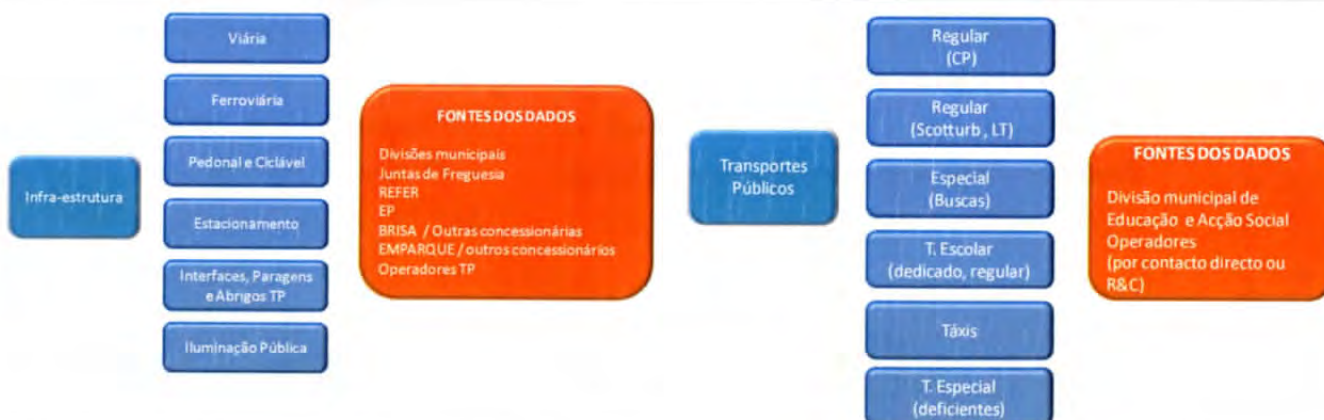 Infra-estrutura
Viária
Ferroviária
Pedonal e Ciclável
Estacionamento
Interfaces, Paragens
e Abrigos TP
Iluminação Pública
FONTES DOS DADOS
Divisões municipais
Juntas de Freguesia
REFER
EP
BRISA / Outras concessionárias
EMPARQUE / outros concessionários
Operadores TP
Transportes
Públicos
Regular
(CP)
Regular
(Scotturb , LT)
Especial
(Buscas)
T. Escolar
(dedicado, regular)
Táxis
T. Especial
(deficientes)
FONTES DOS DADOS
Divisão municipal de
Educação e Acção Social
Operadores
(por contacto directo ou
R&C)